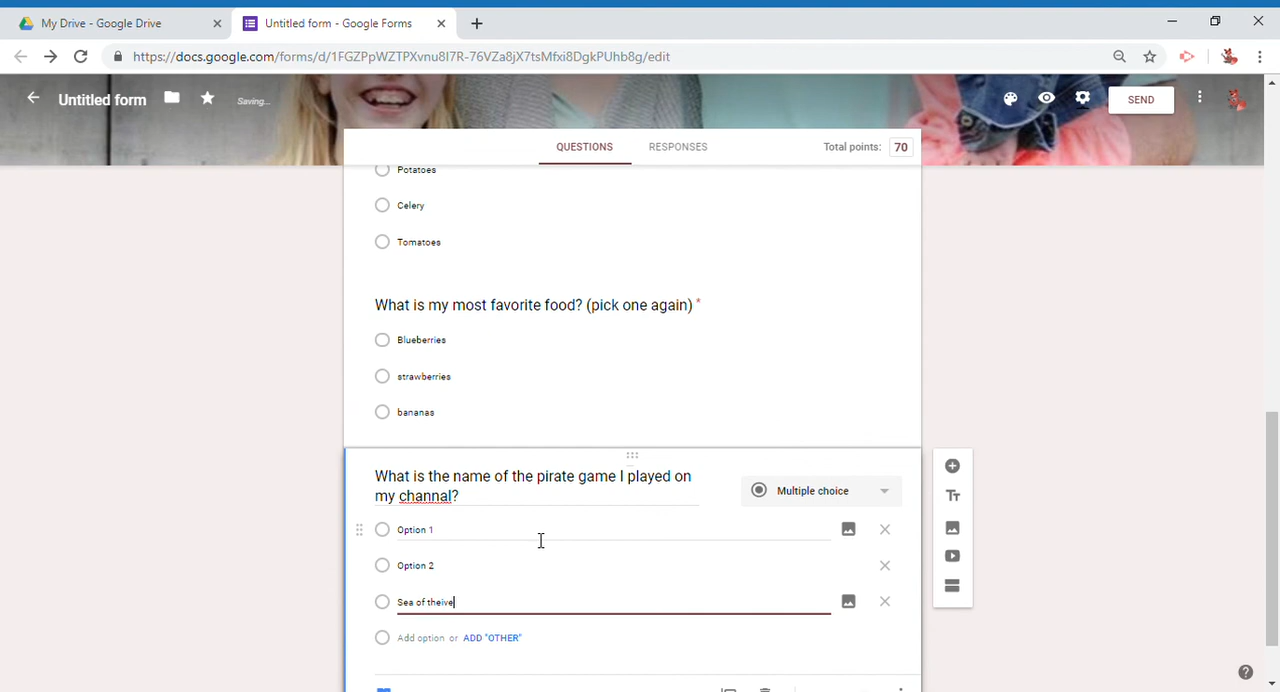 My Drive - Google Drive
Untitled form - Google Forms
https://docs.google.com/forms/d/1FGZPpWZTPXvnu8I7R-76VZa8jX7tsMfxi8DgkPUhb8g/edit
Untitled form
Saving...
SEND
QUESTIONS RESPONSES Total points: 70
Potatoes
Celery
Tomatoes
What is my most favorite food? (pick one again) *
Blueberries
strawberries
bananas
What is the name of the pirate game I played on
my channal?
Multiple choice
Option 1
Option 2
Sea of theive
Add option or ADD "OTHER"
Tт